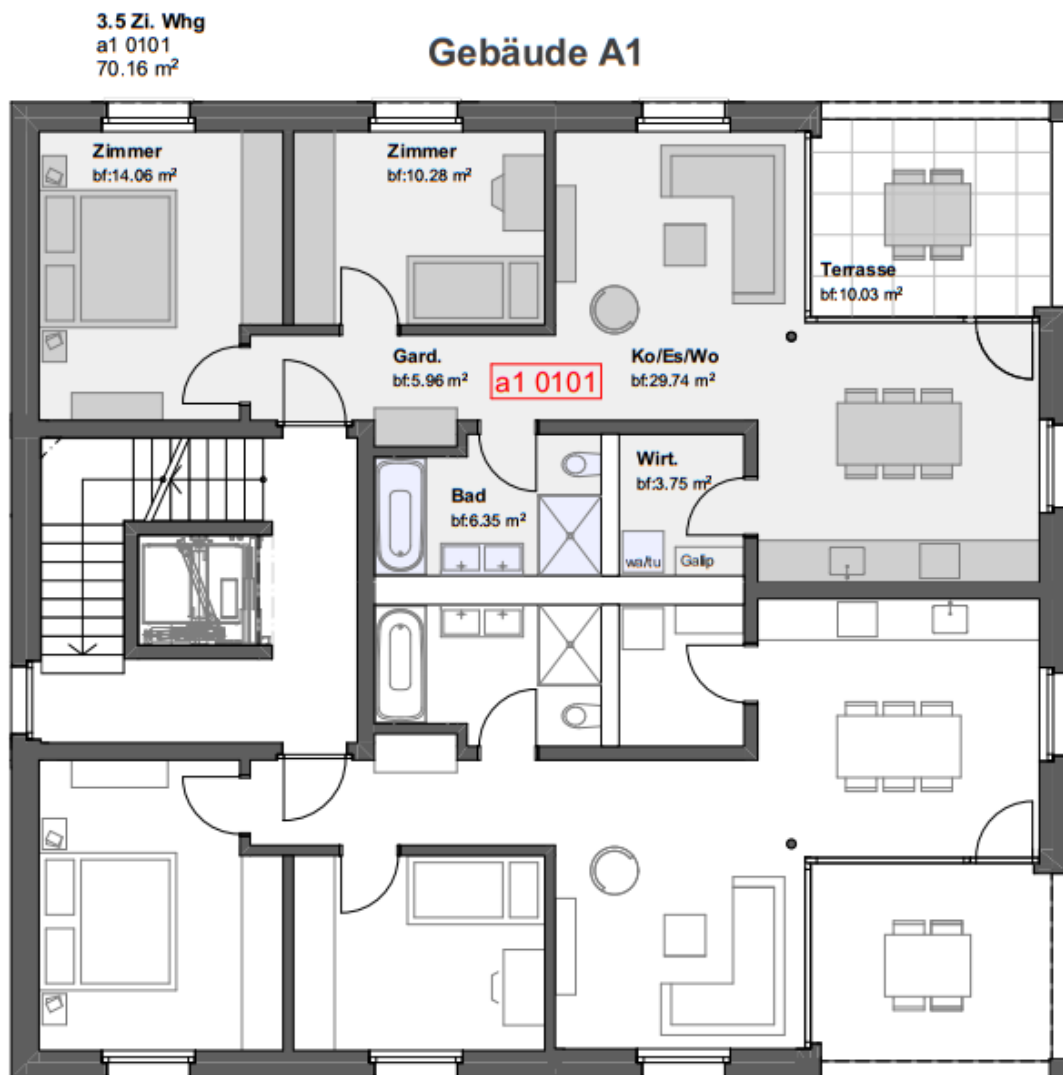 3.5 Zi. Whg
a1 0101
70.16 m²
Gebäude A1
Zimmer
bf:14.06 m²
Zimmer
bf:10.28 m²
Terrasse
bf:10.03 m²
Gard.
bf:5.96 m²
a1 0101
Ko/Es/Wo
bf:29.74 m²
Wirt.
bf:3.75 m²
Bad
bf:6.35 m²
wa/tu
Galip